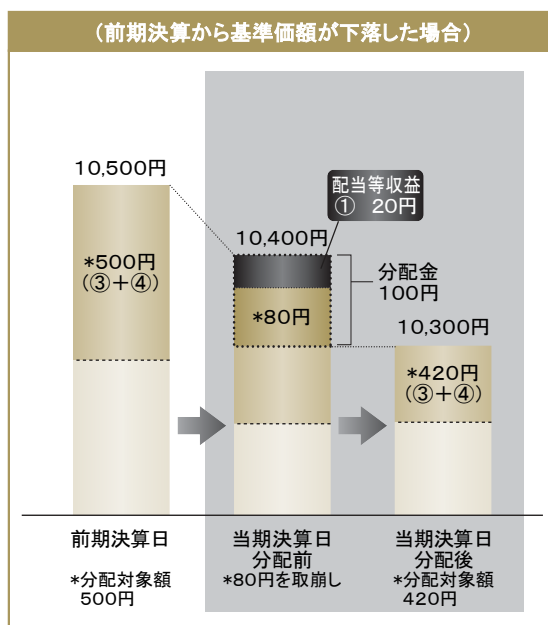 (前期決算から基準価額が下落した場合)
10,500円
配当等収益
① 20円
10,400円
*500円
(③+④)
分配金
100円
*80円
10,300円
*420円
(③+④)
前期決算日
*分配対象額
500円
当期決算日
分配前
*80円を取崩し
当期決算日
分配後
*分配対象額
420円